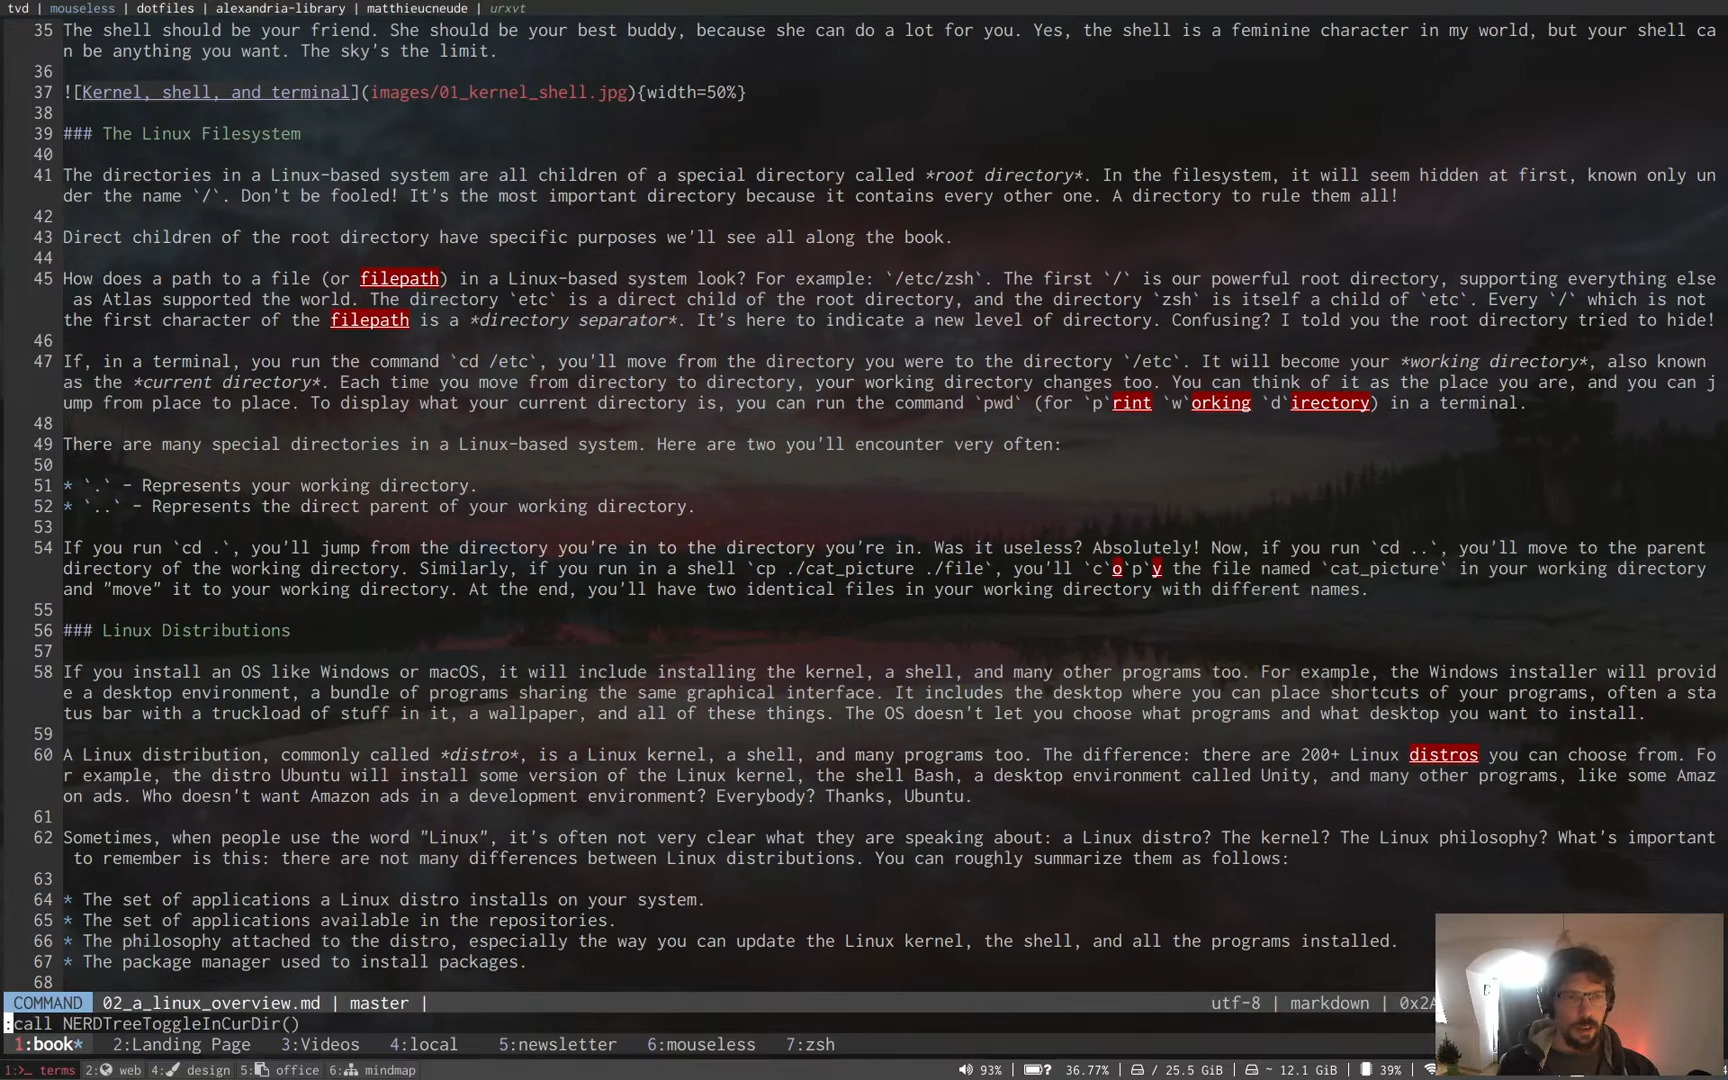 tvd | mouseless | dotfiles | alexandria-library | matthieucneude | urxvt
35 The shell should be your friend. She should be your best buddy, because she can do a lot for you. Yes, the shell is a feminine character in my world, but your shell ca
n be anything you want. The sky's the limit.
36
37 ![Kernel, shell, and terminal](images/01_kernel_shell.jpg){width=50%}
38
39 ### The Linux Filesystem
40
41 The directories in a Linux-based system are all children of a special directory called *root directory*. In the filesystem, it will seem hidden at first, known only un
der the name `/`. Don't be fooled! It's the most important directory because it contains every other one. A directory to rule them all!
42
43 Direct children of the root directory have specific purposes we'll see all along the book.
44
45 How does a path to a file (or filepath) in a Linux-based system look? For example: `/etc/zsh`. The first `/` is our powerful root directory, supporting everything else
as Atlas supported the world. The directory `etc` is a direct child of the root directory, and the directory `zsh` is itself a child of `etc`. Every `/` which is not
the first character of the filepath is a *directory separator*. It's here to indicate a new level of directory. Confusing? I told you the root directory tried to hide!
46
47 If, in a terminal, you run the command `cd /etc`, you'll move from the directory you were to the directory `/etc`. It will become your *working directory*, also known
as the *current directory*. Each time you move from directory to directory, your working directory changes too. You can think of it as the place you are, and you can j
ump from place to place. To display what your current directory is, you can run the command `pwd` (for `p`rint `w`orking `d`irectory) in a terminal.
48
49 There are many special directories in a Linux-based system. Here are two you'll encounter very often:
50
51 * `.` - Represents your working directory.
52 * `..` - Represents the direct parent of your working directory.
53
54 If you run `cd .`, you'll jump from the directory you're in to the directory you're in. Was it useless? Absolutely! Now, if you run `cd ..`, you'll move to the parent
directory of the working directory. Similarly, if you run in a shell `cp ./cat_picture ./file`, you'll `c`o`p`y the file named `cat_picture` in your working directory
and "move" it to your working directory. At the end, you'll have two identical files in your working directory with different names.
55
56 ### Linux Distributions
57
58 If you install an OS like Windows or macOS, it will include installing the kernel, a shell, and many other programs too. For example, the Windows installer will provid
e a desktop environment, a bundle of programs sharing the same graphical interface. It includes the desktop where you can place shortcuts of your programs, often a sta
tus bar with a truckload of stuff in it, a wallpaper, and all of these things. The OS doesn't let you choose what programs and what desktop you want to install.
59
60 A Linux distribution, commonly called *distro*, is a Linux kernel, a shell, and many programs too. The difference: there are 200+ Linux distros you can choose from. Fo
r example, the distro Ubuntu will install some version of the Linux kernel, the shell Bash, a desktop environment called Unity, and many other programs, like some Amaz
on ads. Who doesn't want Amazon ads in a development environment? Everybody? Thanks, Ubuntu.
61
62 Sometimes, when people use the word "Linux", it's often not very clear what they are speaking about: a Linux distro? The kernel? The Linux philosophy? What's important
to remember is this: there are not many differences between Linux distributions. You can roughly summarize them as follows:
63
64 * The set of applications a Linux distro installs on your system.
65 * The set of applications available in the repositories.
66 * The philosophy attached to the distro, especially the way you can update the Linux kernel, the shell, and all the programs installed.
67 * The package manager used to install packages.
68
COMMAND 02_a_linux_overview.md | master | utf-8 | markdown | 0x2A
:call NERDTreeToggleInCurDir()
1:book* 2:Landing Page 3:Videos 4:local 5:newsletter 6:mouseless 7:zsh
1:>_ terms 2: web 4: design 5: office 6: mindmap 93% 36.77% / 25.5 GiB ~ 12.1 GiB 39%